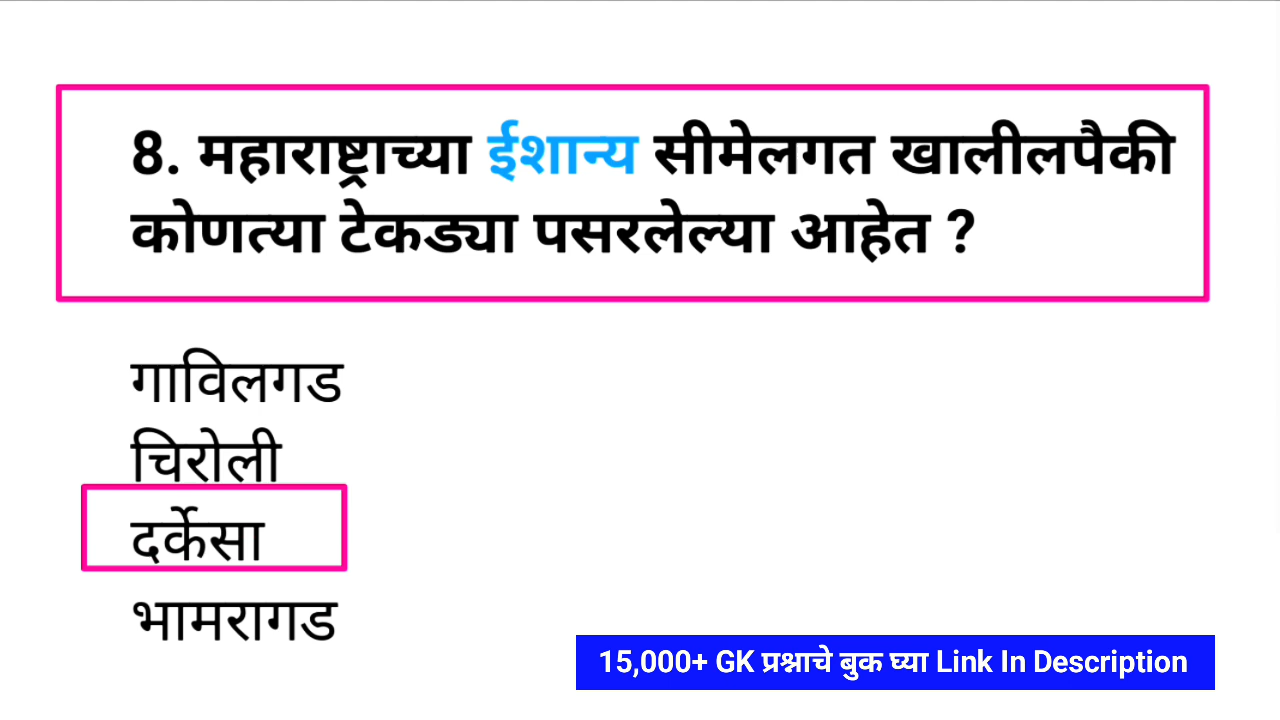 8. महाराष्ट्राच्या ईशान्य सीमेलगत खालीलपैकी
कोणत्या टेकड्या पसरलेल्या आहेत ?
गाविलगड
चिरोली
दर्केसा
भामरागड
15,000+ GK प्रश्नाचे बुक घ्या Link In Description